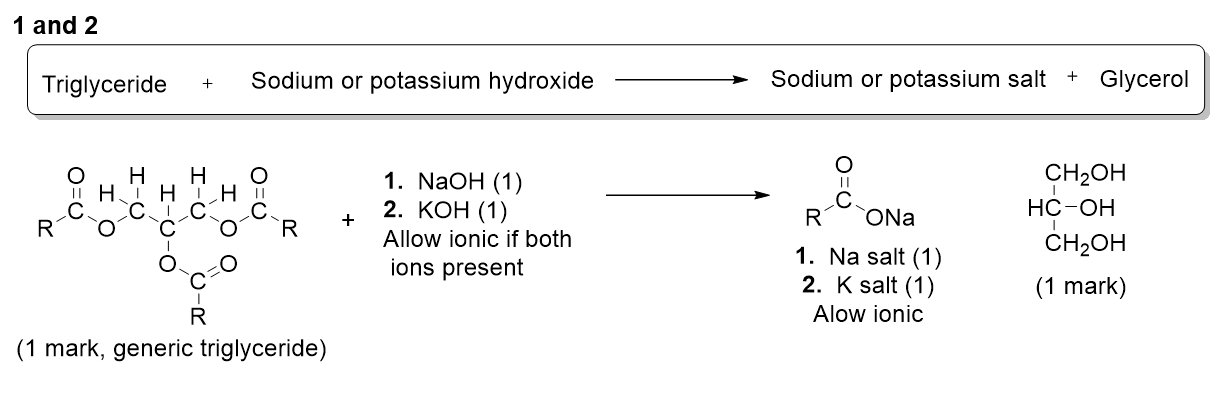 1 and 2
Triglyceride + Sodium or potassium hydroxide ⟶ Sodium or potassium salt + Glycerol
O H H O
H H H
C C C C
R O C O R
O O
C
R
(1 mark, generic triglyceride)
+
1. NaOH (1)
2. KOH (1)
Allow ionic if both
ions present
O
C
R ONa
1. Na salt (1)
2. K salt (1)
Alow ionic
CH₂OH
HC-OH
CH₂OH
(1 mark)